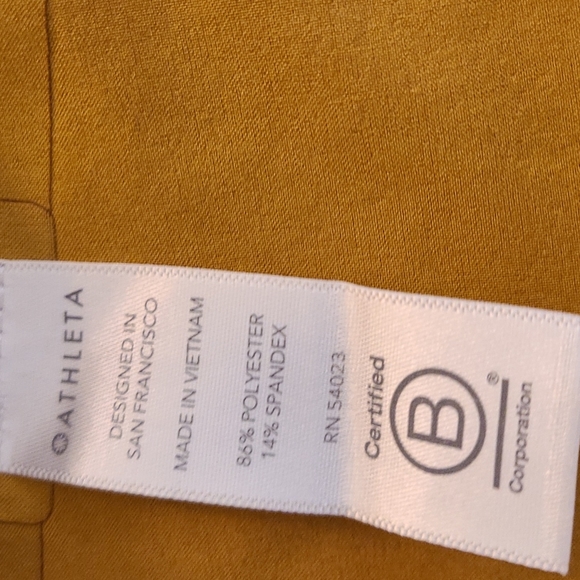 ATHLETA
DESIGNED IN
SAN FRANCISCO
MADE IN VIETNAM
86% POLYESTER
14% SPANDEX
RN 54023
Certified
B
®
Corporation